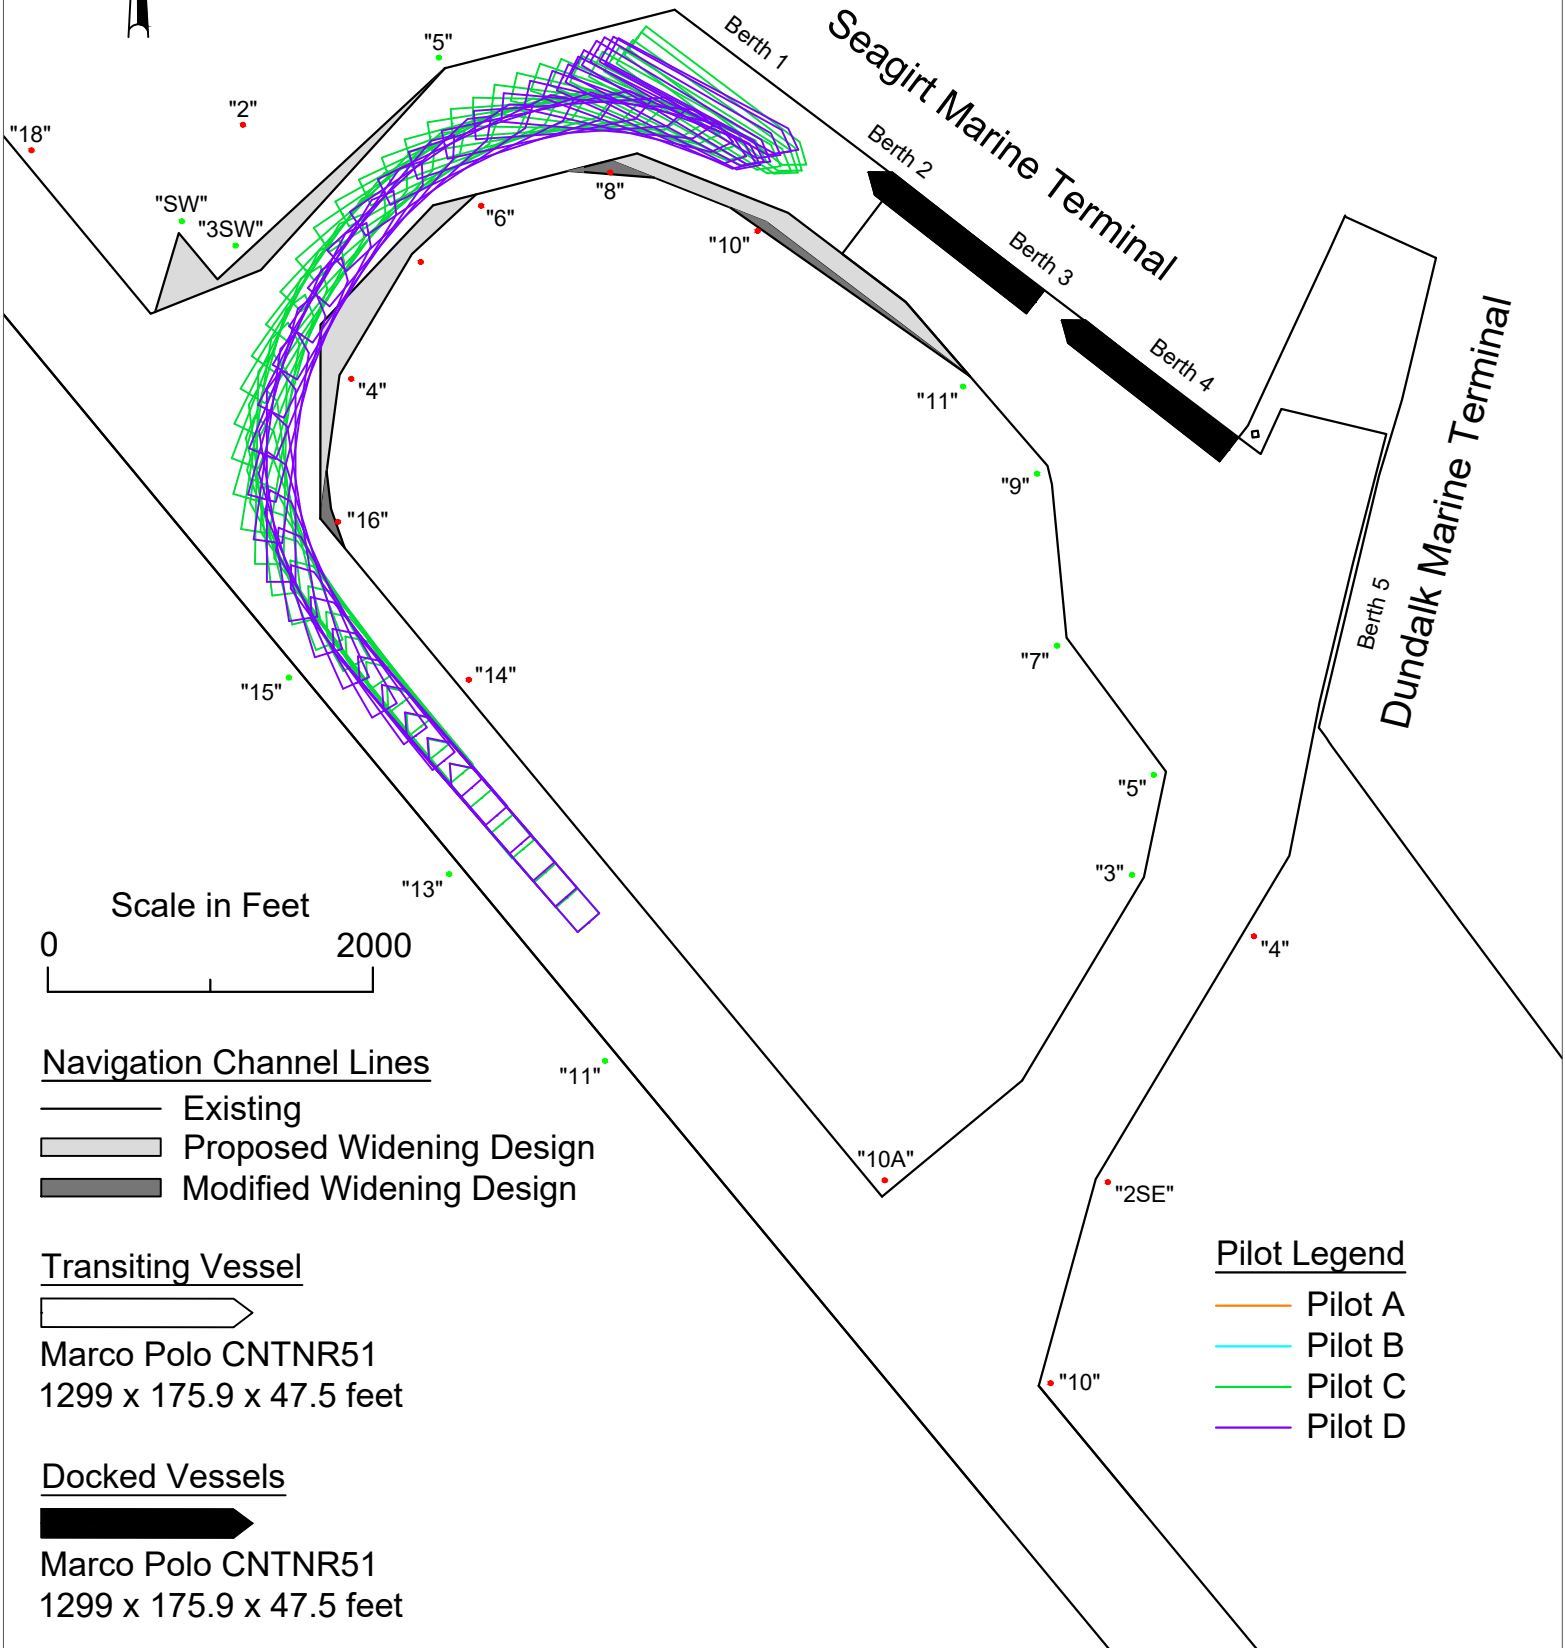 Berth 1
Seagirt Marine Terminal
"5"
"2"
"18"
Berth 2
"SW"
"3SW"
"8"
"6"
"10"
Berth 3
Berth 4
"4"
"11"
Dundalk Marine Terminal
"9"
"16"
Berth 5
"7"
"14"
"15"
"5"
"3"
"13"
Scale in Feet
0 2000
"4"
Navigation Channel Lines
Existing
Proposed Widening Design
Modified Widening Design
"11"
"10A"
"2SE"
Transiting Vessel
Marco Polo CNTNR51
1299 x 175.9 x 47.5 feet
Pilot Legend
Pilot A
Pilot B
Pilot C
Pilot D
"10"
Docked Vessels
Marco Polo CNTNR51
1299 x 175.9 x 47.5 feet